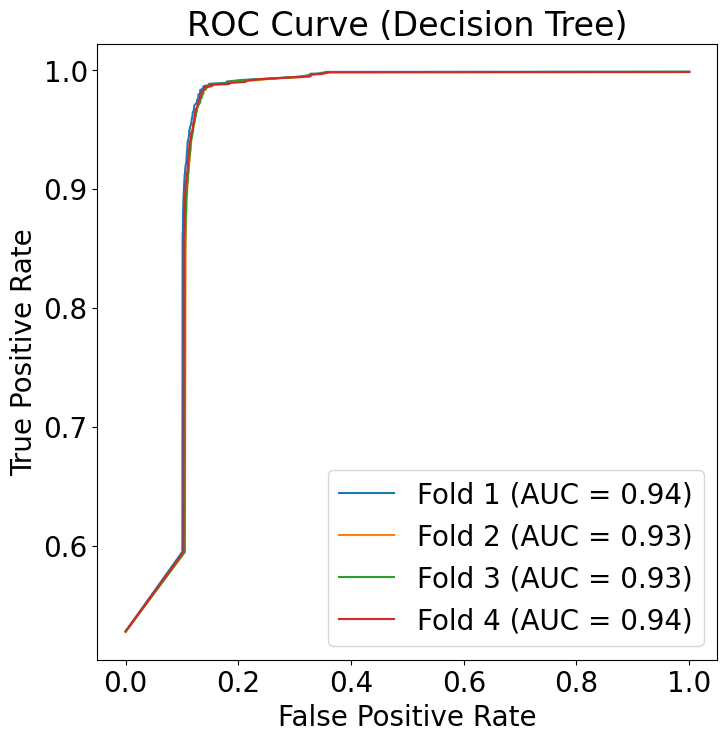 ROC Curve (Decision Tree)
True Positive Rate
1.0
0.9
0.8
0.7
0.6
Fold 1 (AUC = 0.94)
Fold 2 (AUC = 0.93)
Fold 3 (AUC = 0.93)
Fold 4 (AUC = 0.94)
0.0 0.2 0.4 0.6 0.8 1.0
False Positive Rate